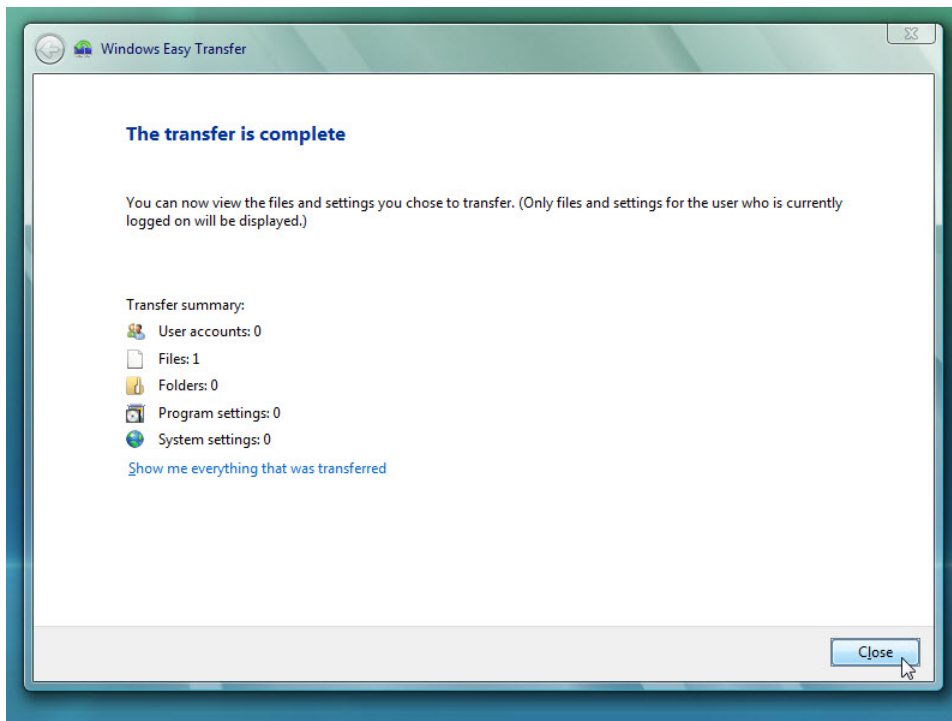 Windows Easy Transfer
The transfer is complete
You can now view the files and settings you chose to transfer. (Only files and settings for the user who is currently
logged on will be displayed.)
Transfer summary:
User accounts: 0
Files: 1
Folders: 0
Program settings: 0
System settings: 0
Show me everything that was transferred
Close